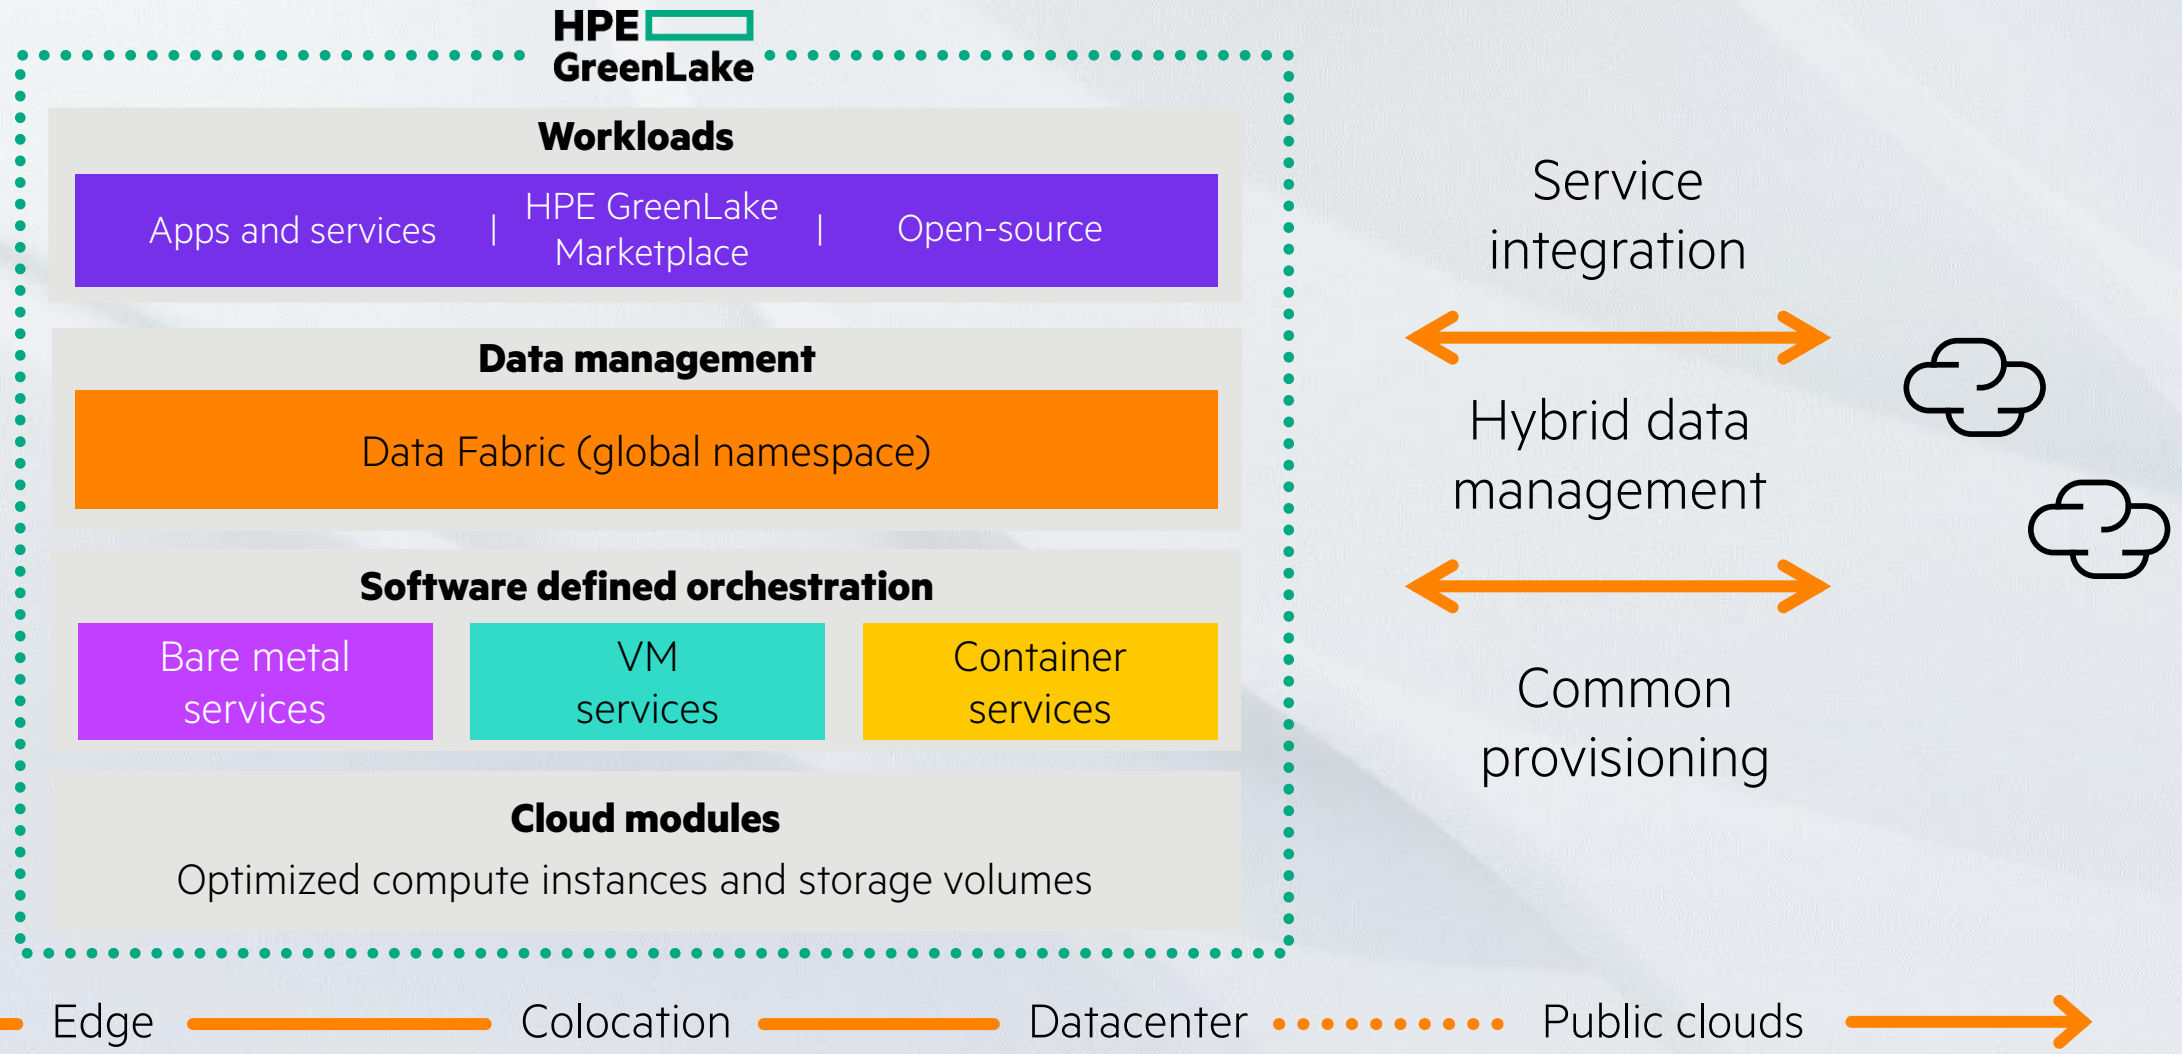 HPE
GreenLake
Workloads
Apps and services | HPE GreenLake Marketplace | Open-source
Data management
Data Fabric (global namespace)
Software defined orchestration
Bare metal
services
VM
services
Container
services
Cloud modules
Optimized compute instances and storage volumes
Service
integration
Hybrid data
management
Common
provisioning
Edge
Colocation
Datacenter
Public clouds